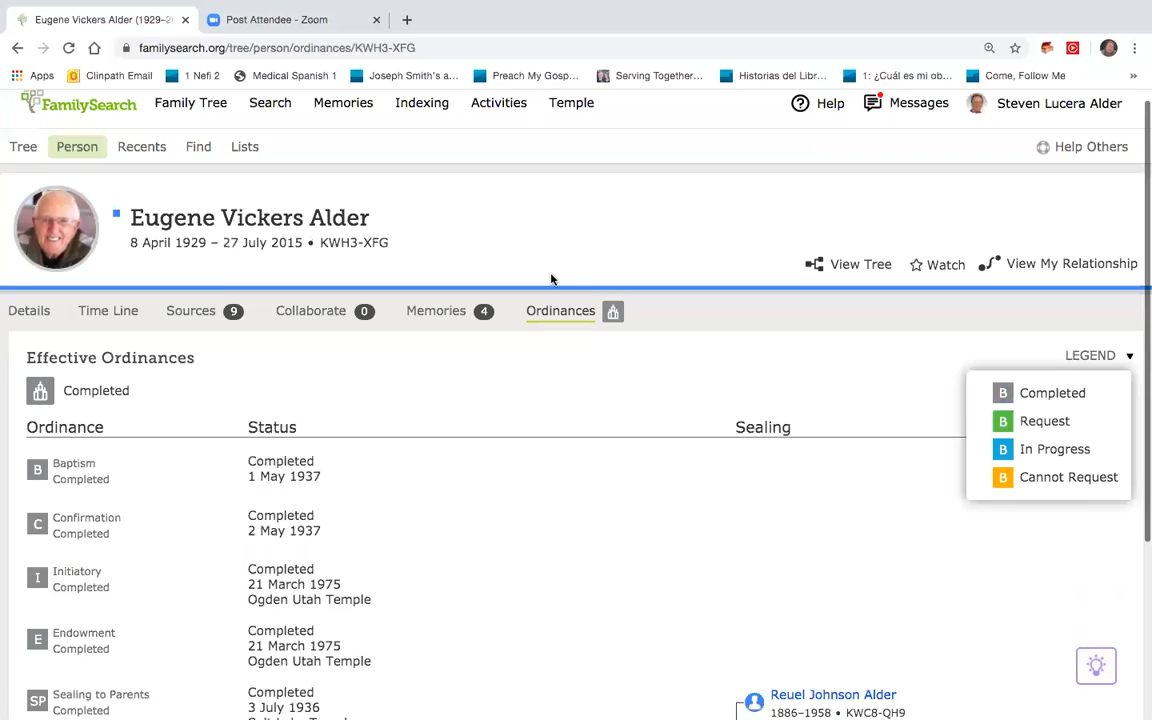 Eugene Vickers Alder (1929–2
Post Attendee - Zoom
familysearch.org/tree/person/ordinances/KWH3-XFG
Apps Clinpath Email 1 Nefi 2 Medical Spanish 1 Joseph Smith's a... Preach My Gosp... Serving Together... Historias del Libr... 1: ¿Cuál es mi ob... Come, Follow Me »
FamilySearch Family Tree Search Memories Indexing Activities Temple Help Messages Steven Lucera Alder
Tree Person Recents Find Lists Help Others
Eugene Vickers Alder
8 April 1929 – 27 July 2015 • KWH3-XFG
View Tree Watch View My Relationship
Details Time Line Sources 9 Collaborate 0 Memories 4 Ordinances
Effective Ordinances LEGEND
Completed
B Completed
B Request
B In Progress
B Cannot Request
Ordinance Status Sealing
B Baptism
Completed
Completed
1 May 1937
C Confirmation
Completed
Completed
2 May 1937
I Initiatory
Completed
Completed
21 March 1975
Ogden Utah Temple
E Endowment
Completed
Completed
21 March 1975
Ogden Utah Temple
SP Sealing to Parents
Completed
Completed
3 July 1936
Reuel Johnson Alder
1886–1958 • KWC8-QH9